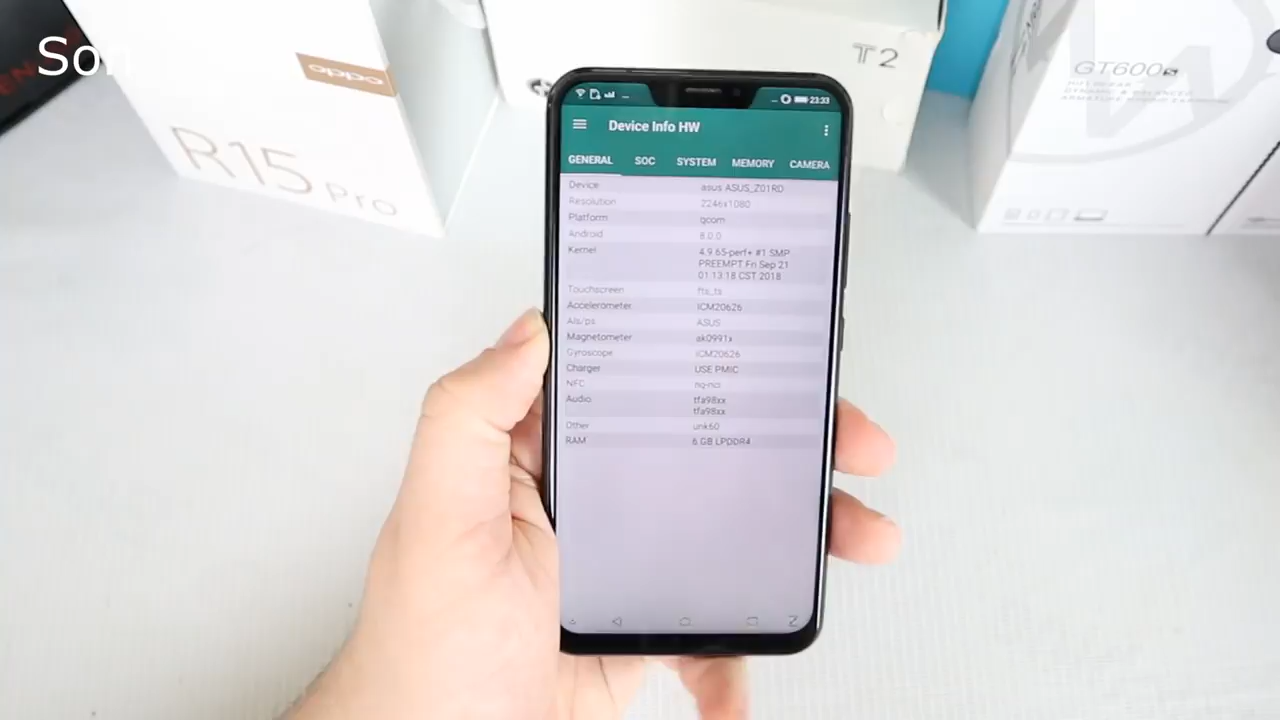 Son
oppo
R15 Pro
T2
GT600s
23:33
Device Info HW
GENERAL SOC SYSTEM MEMORY CAMERA
Device asus ASUS_Z01RD
Resolution 2246x1080
Platform qcom
Android 8.0.0
Kernel 4.9.65-perf+ #1 SMP
PREEMPT Fri Sep 21
01:13:18 CST 2018
Touchscreen fts_ts
Accelerometer ICM20626
Als/ps ASUS
Magnetometer ak0991x
Gyroscope ICM20626
Charger USE PMIC
NFC nq-nci
Audio tfa98xx
tfa98xx
Other unk60
RAM 6 GB LPDDR4